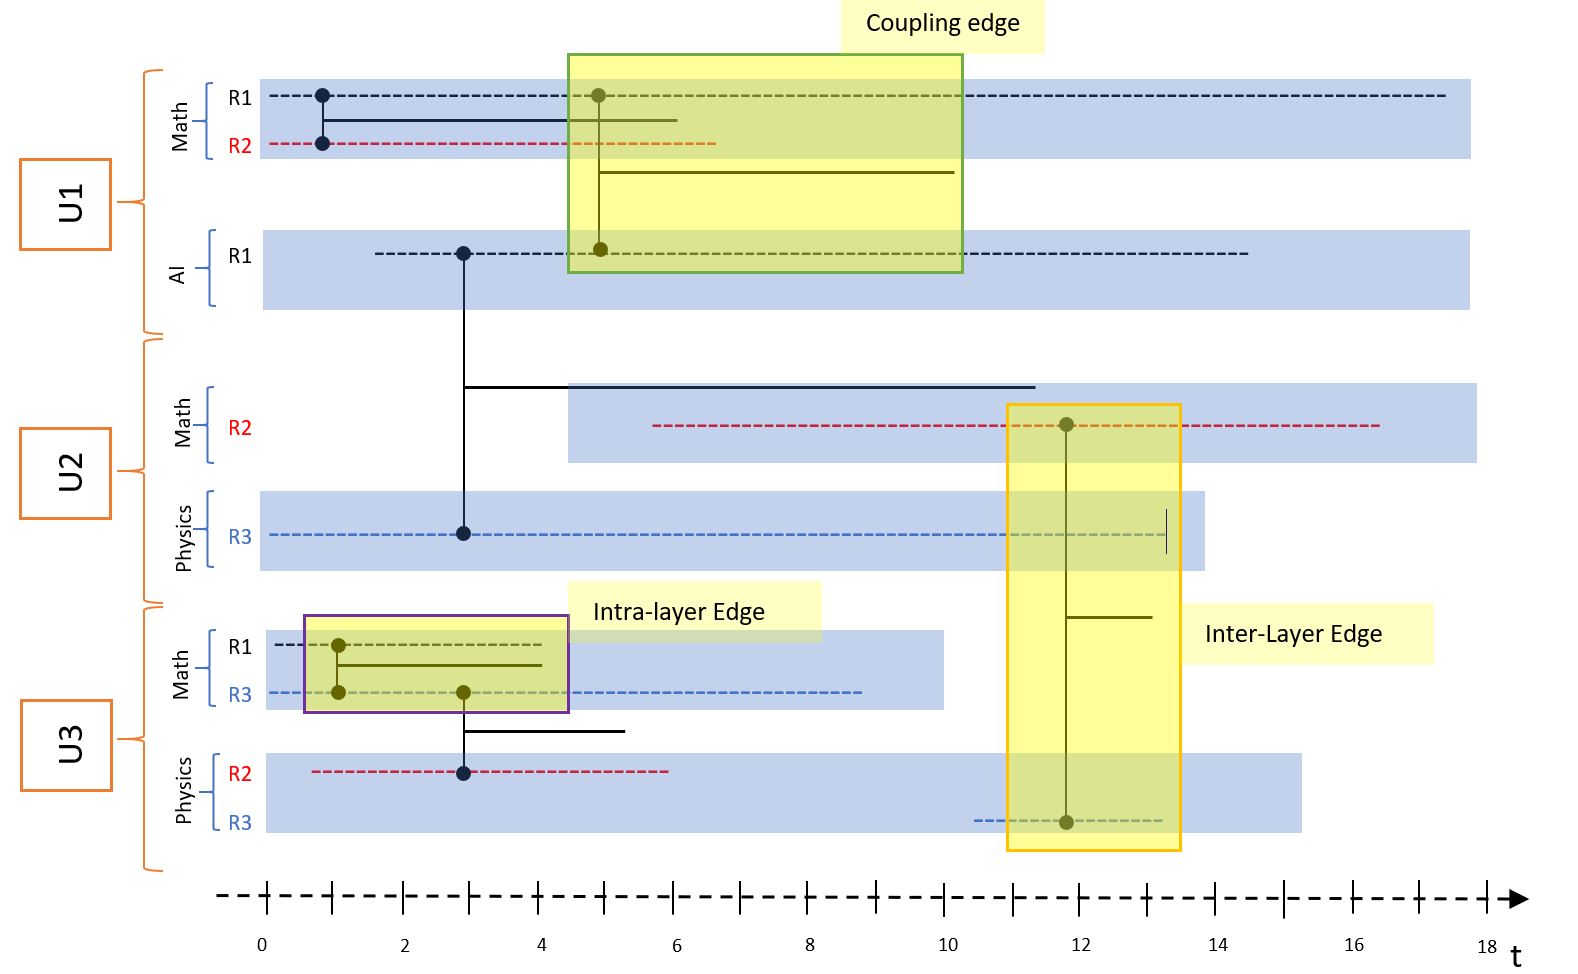 Coupling edge
U1
Math
R1
R2
AI
R1
U2
Math
R2
Physics
R3
Intra-layer Edge
Inter-Layer Edge
U3
Math
R1
R3
Physics
R2
R3
0 2 4 6 8 10 12 14 16 18 t